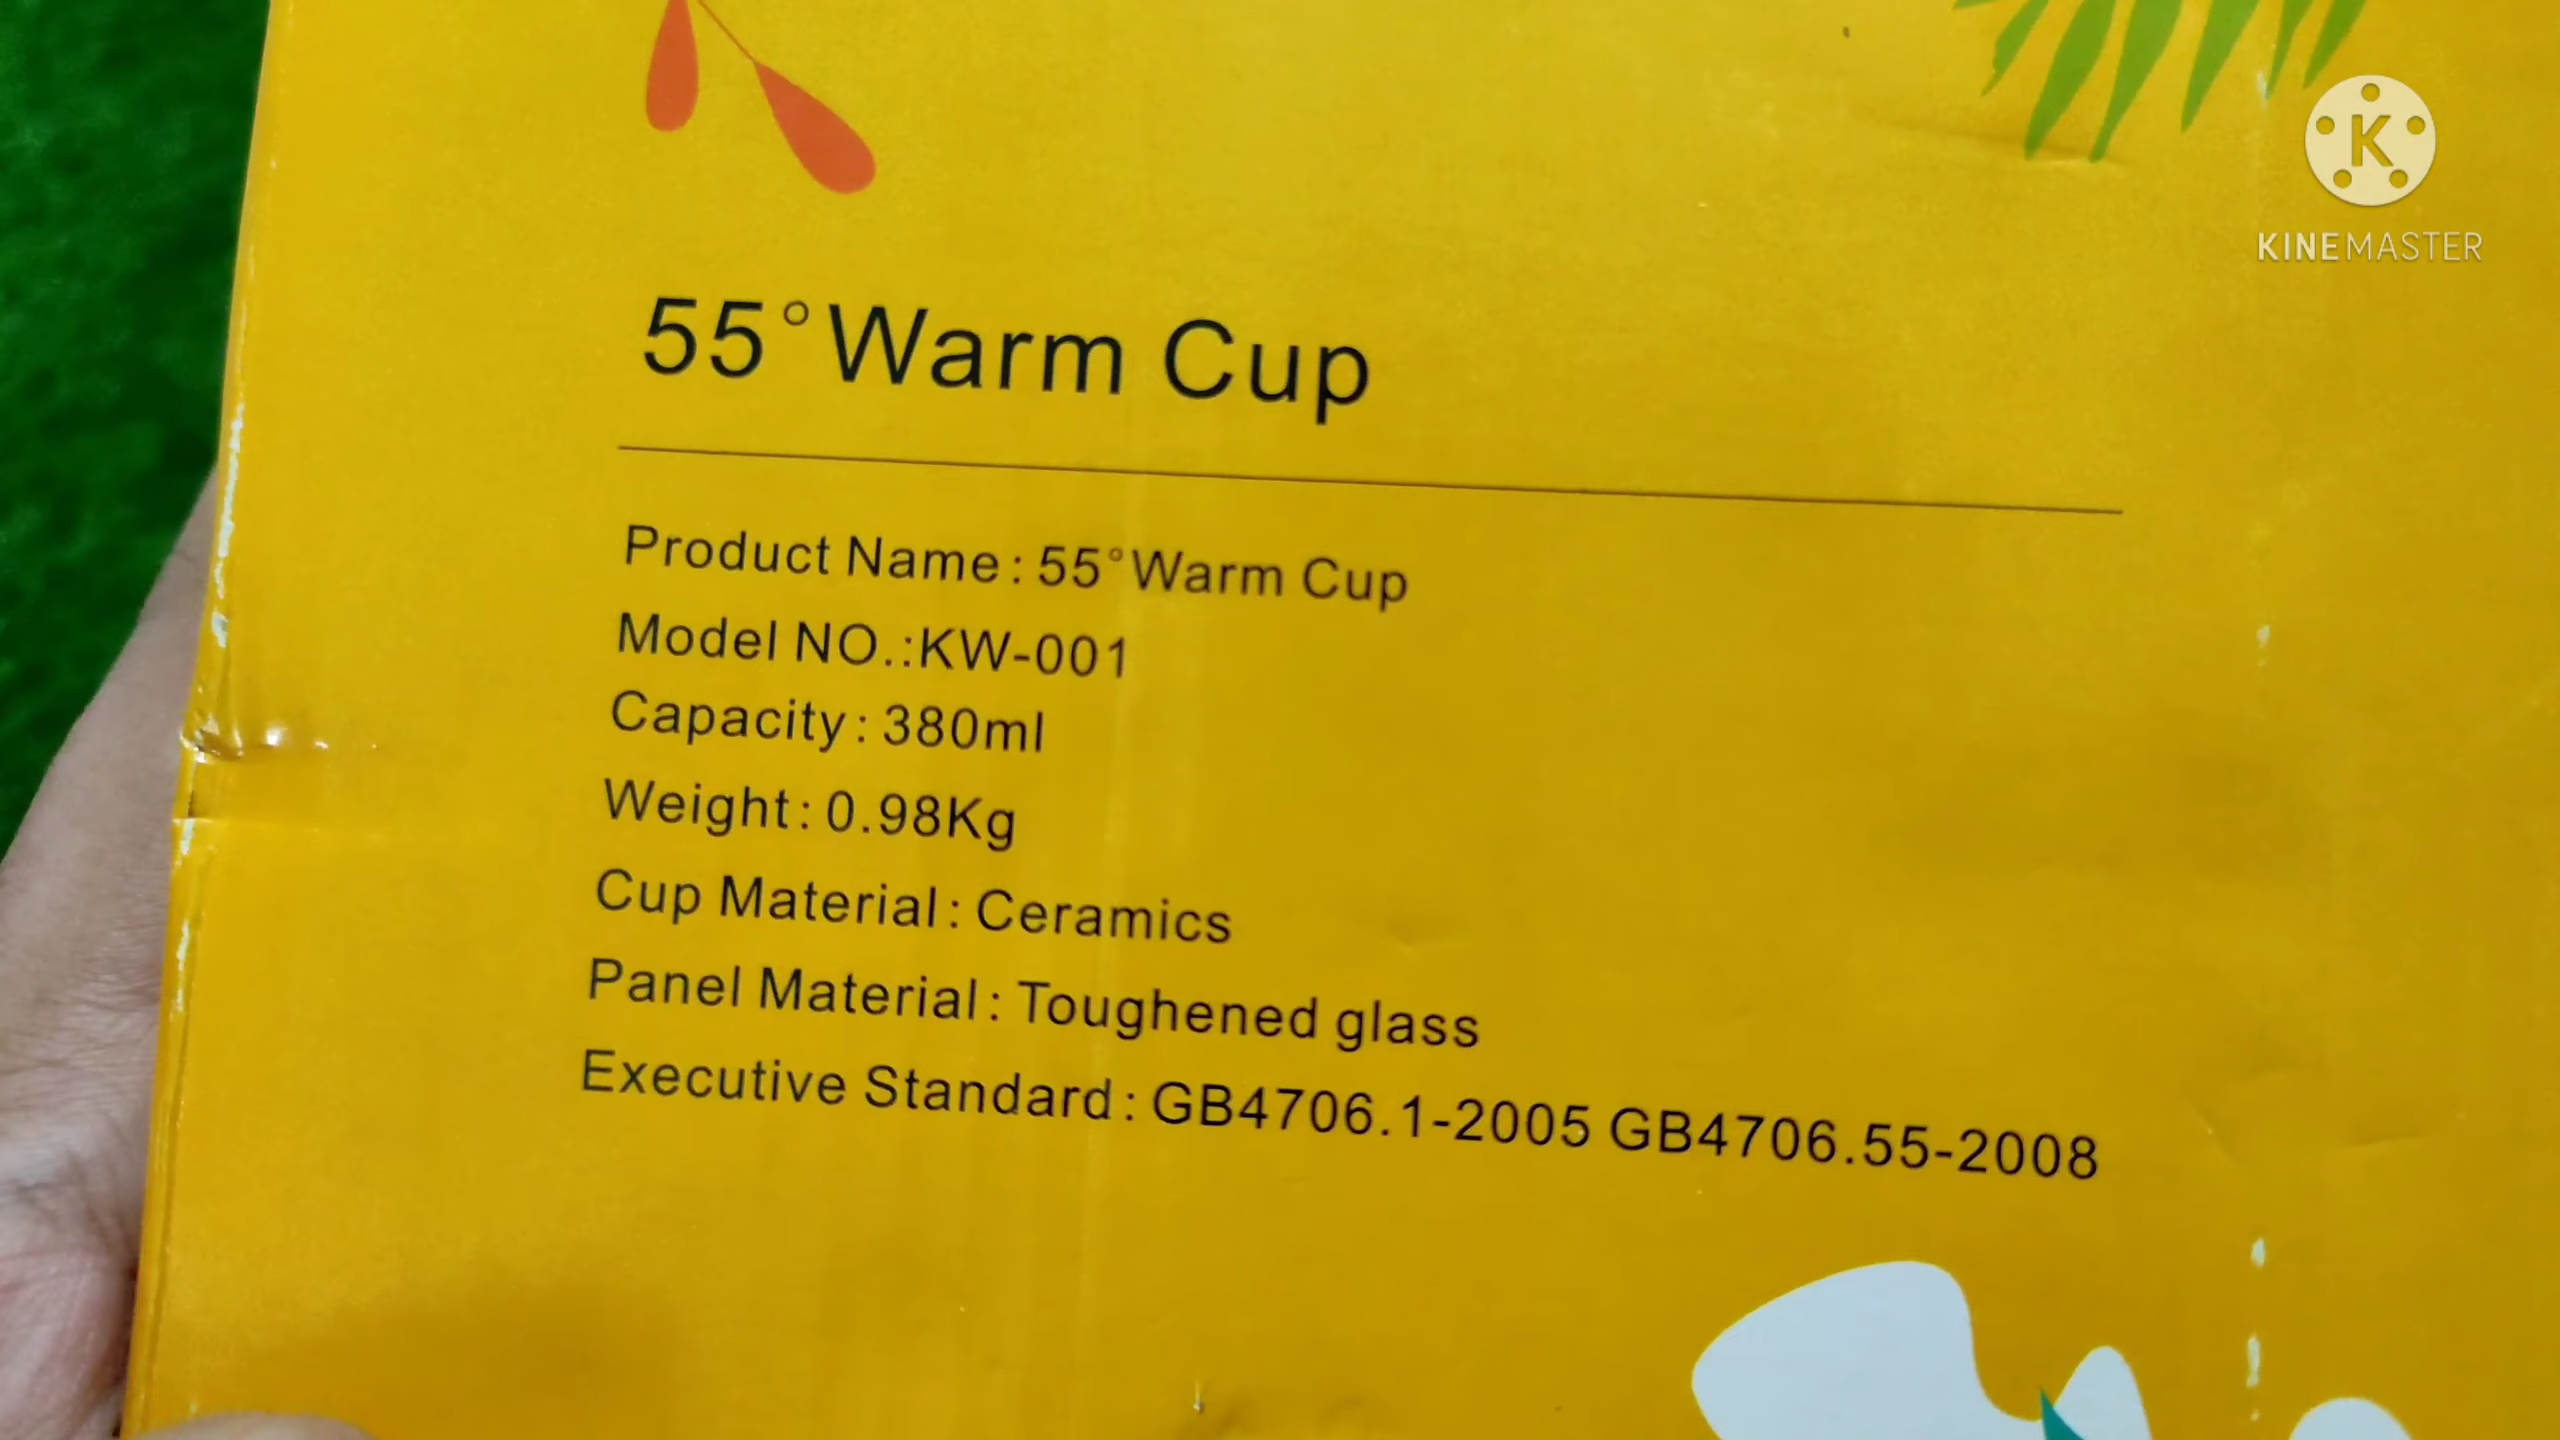 K
KINEMASTER
55°Warm Cup
Product Name: 55°Warm Cup
Model NO.:KW-001
Capacity: 380ml
Weight: 0.98Kg
Cup Material: Ceramics
Panel Material: Toughened glass
Executive Standard: GB4706.1-2005 GB4706.55-2008